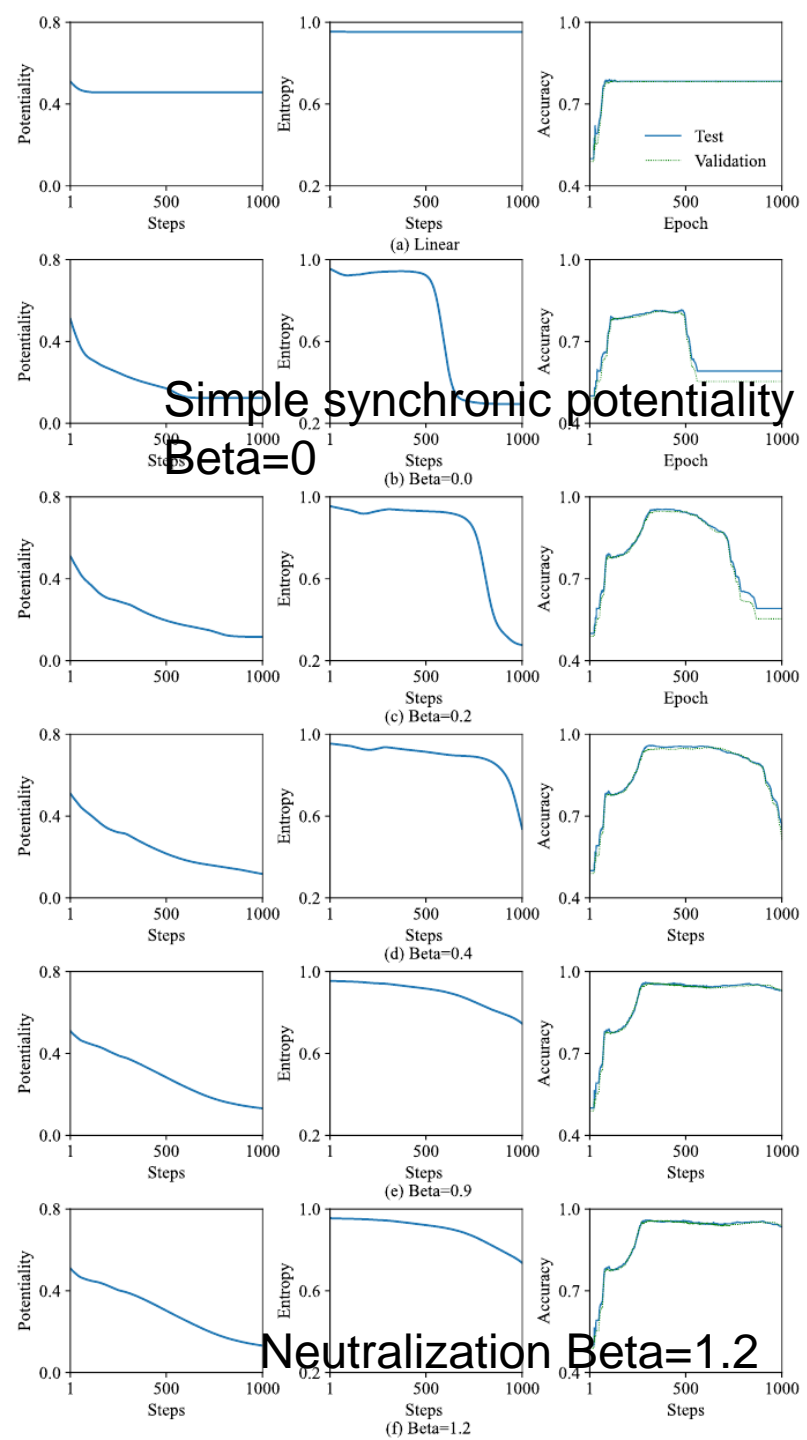 0.8 1.0 1.0
Potentiality Entropy Accuracy
0.4 0.6 0.7
Test
Validation
0.0 0.2 0.4
1 500 1000 1 500 1000 1 500 1000
Steps Steps Epoch
(a) Linear
0.8 1.0 1.0
Potentiality Entropy Accuracy
0.4 0.6 0.7
Simple synchronic potentiality
0.0 0.2 0.4
1 500 1000 1 500 1000 1 500 1000
Beta=0
Steps Steps Epoch
(b) Beta=0.0
0.8 1.0 1.0
Potentiality Entropy Accuracy
0.4 0.6 0.7
0.0 0.2 0.4
1 500 1000 1 500 1000 1 500 1000
Steps Steps Epoch
(c) Beta=0.2
0.8 1.0 1.0
Potentiality Entropy Accuracy
0.4 0.6 0.7
0.0 0.2 0.4
1 500 1000 1 500 1000 1 500 1000
Steps Steps Steps
(d) Beta=0.4
0.8 1.0 1.0
Potentiality Entropy Accuracy
0.4 0.6 0.7
0.0 0.2 0.4
1 500 1000 1 500 1000 1 500 1000
Steps Steps Steps
(e) Beta=0.9
0.8 1.0 1.0
Potentiality Entropy Accuracy
0.4 0.6 0.7
Neutralization Beta=1.2
0.0 0.2 0.4
1 500 1000 1 500 1000 1 500 1000
Steps Steps Steps
(f) Beta=1.2